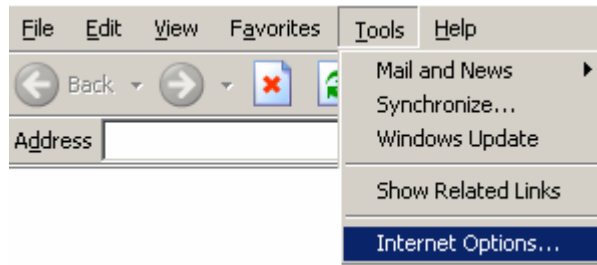 File Edit View Favorites Tools Help
Back
Address
Mail and News
Synchronize...
Windows Update
Show Related Links
Internet Options...